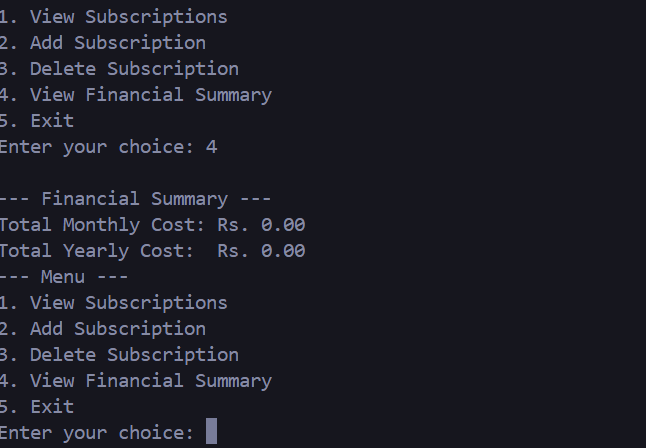 1. View Subscriptions
2. Add Subscription
3. Delete Subscription
4. View Financial Summary
5. Exit
Enter your choice: 4

--- Financial Summary ---
Total Monthly Cost: Rs. 0.00
Total Yearly Cost:  Rs. 0.00
--- Menu ---
1. View Subscriptions
2. Add Subscription
3. Delete Subscription
4. View Financial Summary
5. Exit
Enter your choice: